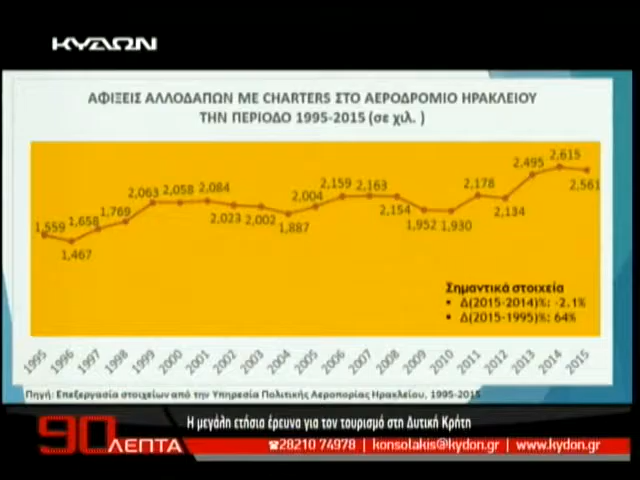 ΚΥΔΩΝ
ΑΦΙΞΕΙΣ ΑΛΛΟΔΑΠΩΝ ΜΕ CHARTERS ΣΤΟ ΑΕΡΟΔΡΟΜΙΟ ΗΡΑΚΛΕΙΟΥ
ΤΗΝ ΠΕΡΙΟΔΟ 1995-2015 (σε χιλ. )
1,559 1,467 1,658 1,769 2,063 2,058 2,084 2,023 2,002 1,887 2,004 2,159 2,163 2,154 1,952 1,930 2,178 2,134 2,495 2,615 2,561
Σημαντικά στοιχεία
▪ Δ(2015-2014)%: -2.1%
▪ Δ(2015-1995)%: 64%
1995 1996 1997 1998 1999 2000 2001 2002 2003 2004 2005 2006 2007 2008 2009 2010 2011 2012 2013 2014 2015
Πηγή: Επεξεργασία στοιχείων από την Υπηρεσία Πολιτικής Αεροπορίας Ηρακλείου, 1995-2015
Η μεγάλη ετήσια έρευνα για τον τουρισμό στη Δυτική Κρήτη
90 ΛΕΠΤΑ
☎28210 74978 | konsolakis@kydon.gr | www.kydon.gr